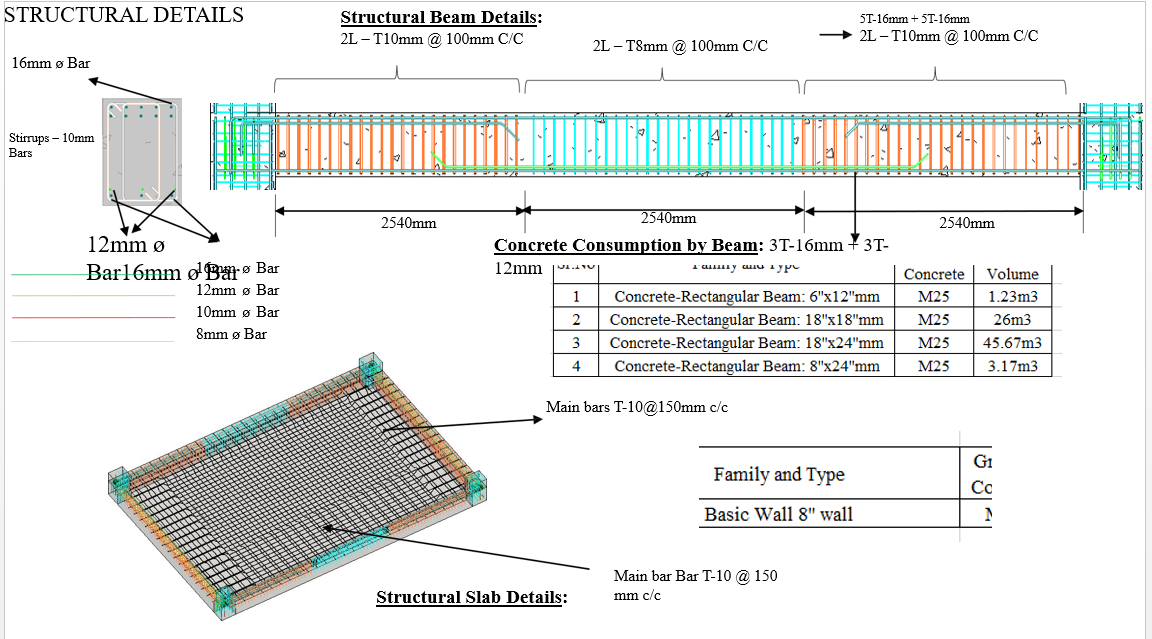 STRUCTURAL DETAILS
Structural Beam Details:
2L – T10mm @ 100mm C/C
2L – T8mm @ 100mm C/C
5T-16mm + 5T-16mm
2L – T10mm @ 100mm C/C
16mm ø Bar
Stirrups – 10mm
Bars
2540mm
2540mm
2540mm
12mm ø
Bar16mm ø Bar
16mm ø Bar
12mm ø Bar
10mm ø Bar
8mm ø Bar
Concrete Consumption by Beam: 3T-16mm + 3T-
12mm
Sr.No Family and Type Concrete Volume
1 Concrete-Rectangular Beam: 6"x12"mm M25 1.23m3
2 Concrete-Rectangular Beam: 18"x18"mm M25 26m3
3 Concrete-Rectangular Beam: 18"x24"mm M25 45.67m3
4 Concrete-Rectangular Beam: 8"x24"mm M25 3.17m3
Main bars T-10@150mm c/c
Family and Type
Basic Wall 8" wall
Main bar Bar T-10 @ 150
mm c/c
Structural Slab Details: